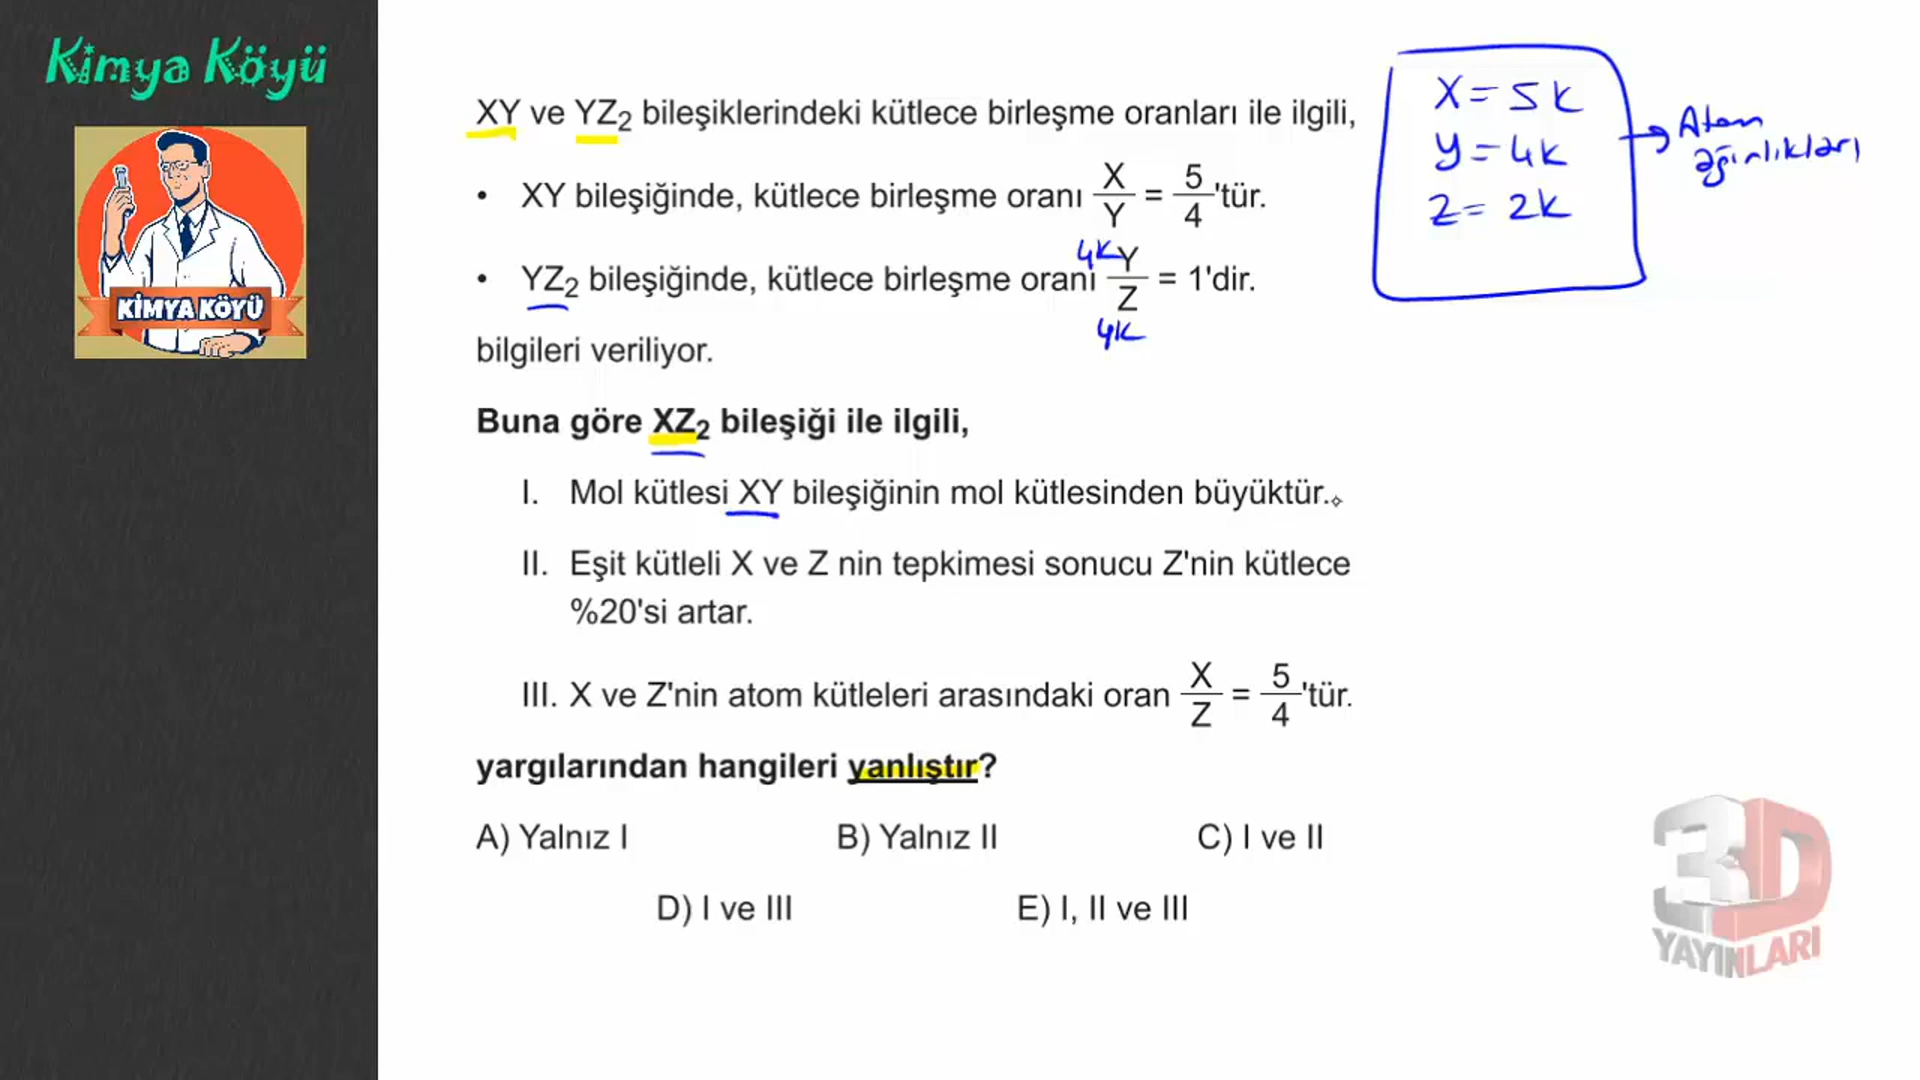 Kimya Köyü
KİMYA KÖYÜ
XY ve YZ₂ bileşiklerindeki kütlece birleşme oranları ile ilgili,
• XY bileşiğinde, kütlece birleşme oranı X/Y = 5/4'tür.
• YZ₂ bileşiğinde, kütlece birleşme oranı 4k Y/Z 4k = 1'dir.
bilgileri veriliyor.
Buna göre XZ₂ bileşiği ile ilgili,
I. Mol kütlesi XY bileşiğinin mol kütlesinden büyüktür.
II. Eşit kütleli X ve Z nin tepkimesi sonucu Z'nin kütlece
%20'si artar.
III. X ve Z'nin atom kütleleri arasındaki oran X/Z = 5/4'tür.
yargılarından hangileri yanlıştır?
A) Yalnız I B) Yalnız II C) I ve II
D) I ve III E) I, II ve III
X = 5k
Y = 4k
Z = 2k
→ Atom
ağırlıkları
3D
YAYINLARI